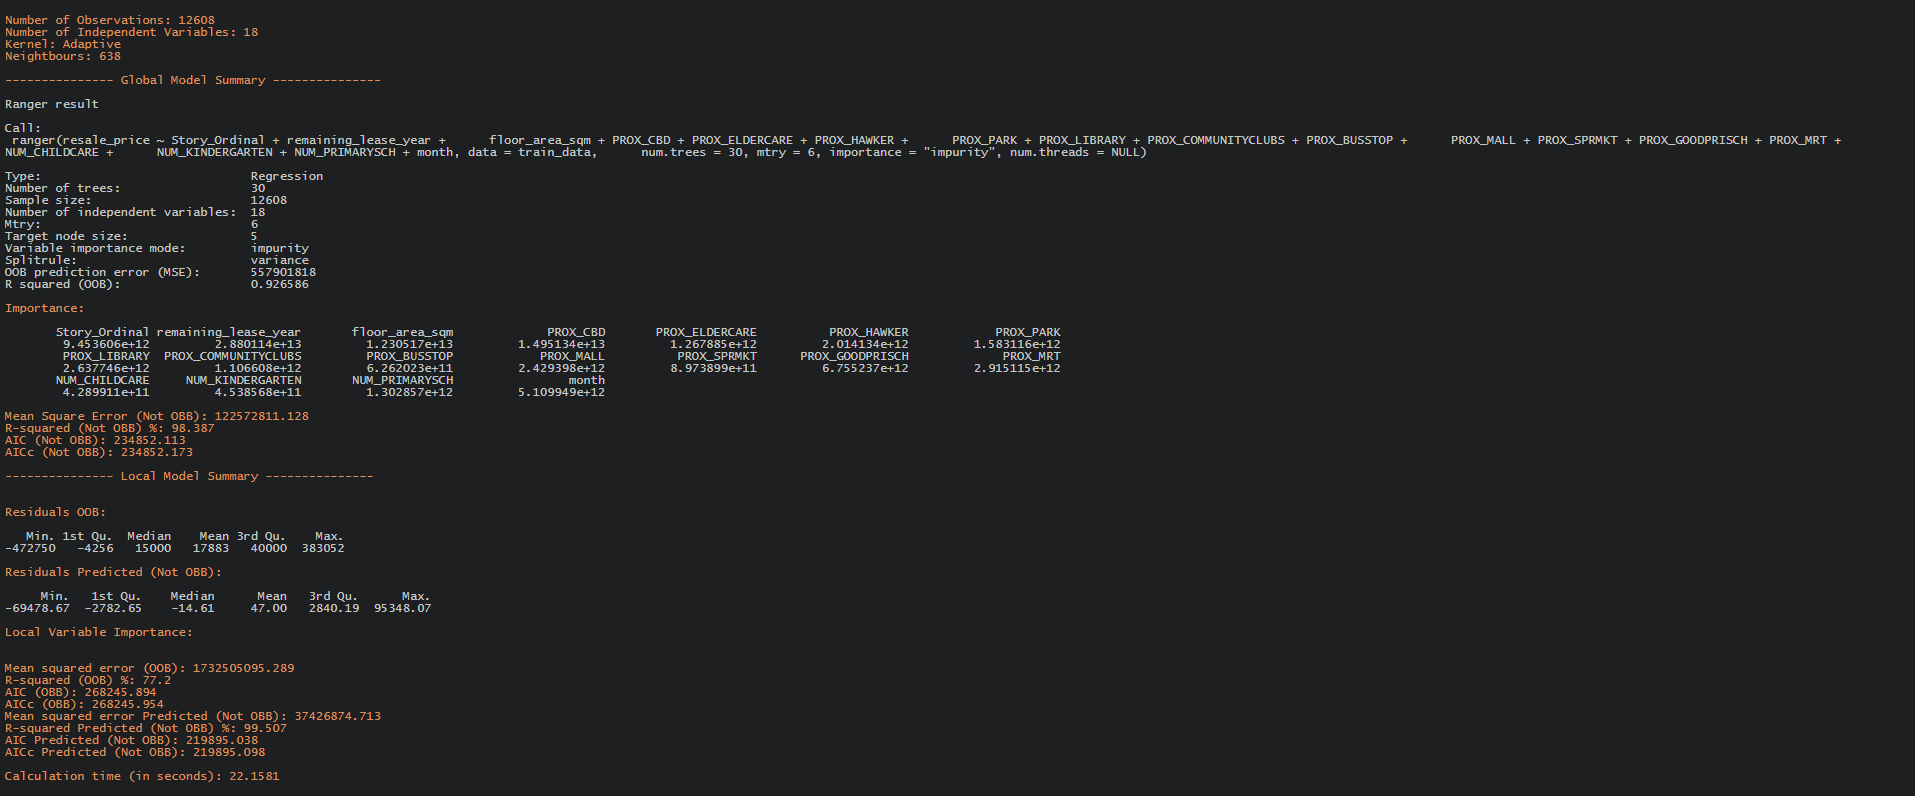 Number of Observations: 12608
Number of Independent Variables: 18
Kernel: Adaptive
Neightbours: 638
--------------- Global Model Summary ---------------
Ranger result
Call:
ranger(resale_price ~ Story_Ordinal + remaining_lease_year +      floor_area_sqm + PROX_CBD + PROX_ELDERCARE + PROX_HAWKER +      PROX_PARK + PROX_LIBRARY + PROX_COMMUNITYCLUBS + PROX_BUSSTOP +      PROX_MALL + PROX_SPRMKT + PROX_GOODPRISCH + PROX_MRT +
NUM_CHILDCARE +      NUM_KINDERGARTEN + NUM_PRIMARYSCH + month, data = train_data,      num.trees = 30, mtry = 6, importance = "impurity", num.threads = NULL)
Type:                             Regression
Number of trees:                  30
Sample size:                      12608
Number of independent variables:  18
Mtry:                             6
Target node size:                 5
Variable importance mode:         impurity
Splitrule:                        variance
OOB prediction error (MSE):       557901818
R squared (OOB):                  0.926586
Importance:
Story_Ordinal remaining_lease_year       floor_area_sqm             PROX_CBD       PROX_ELDERCARE          PROX_HAWKER            PROX_PARK
9.453606e+12         2.880114e+13         1.230517e+13         1.495134e+13         1.267885e+12         2.014134e+12         1.583116e+12
PROX_LIBRARY  PROX_COMMUNITYCLUBS         PROX_BUSSTOP            PROX_MALL          PROX_SPRMKT      PROX_GOODPRISCH             PROX_MRT
2.637746e+12         1.106608e+12         6.262023e+11         2.429398e+12         8.973899e+11         6.755237e+12         2.915115e+12
NUM_CHILDCARE     NUM_KINDERGARTEN       NUM_PRIMARYSCH                month
4.289911e+11         4.538568e+11         1.302857e+12         5.109949e+12
Mean Square Error (Not OBB): 122572811.128
R-squared (Not OBB) %: 98.387
AIC (Not OBB): 234852.113
AICc (Not OBB): 234852.173
--------------- Local Model Summary ---------------
Residuals OOB:
Min. 1st Qu.  Median    Mean 3rd Qu.    Max.
-472750   -4256   15000   17883   40000  383052
Residuals Predicted (Not OBB):
Min.   1st Qu.    Median      Mean   3rd Qu.      Max.
-69478.67  -2782.65    -14.61     47.00   2840.19  95348.07
Local Variable Importance:
Mean squared error (OOB): 1732505095.289
R-squared (OOB) %: 77.2
AIC (OBB): 268245.894
AICc (OBB): 268245.954
Mean squared error Predicted (Not OBB): 37426874.713
R-squared Predicted (Not OBB) %: 99.507
AIC Predicted (Not OBB): 219895.038
AICc Predicted (Not OBB): 219895.098
Calculation time (in seconds): 22.1581